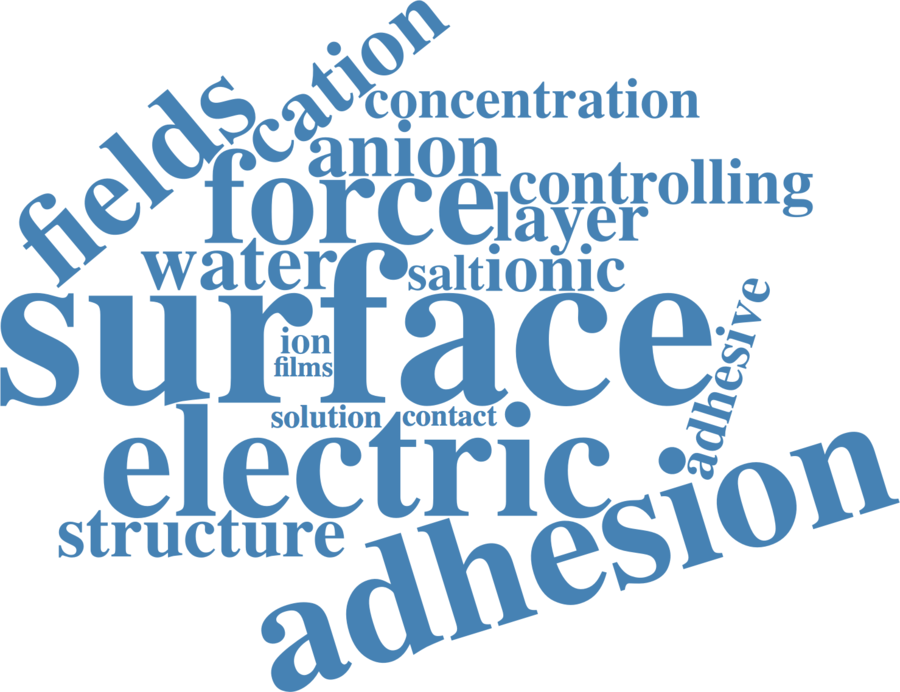 cation
fields
concentration
anion
controlling
force
layer
water
salt
ionic
surface
ion
films
adhesive
solution
contact
electric
structure
adhesion